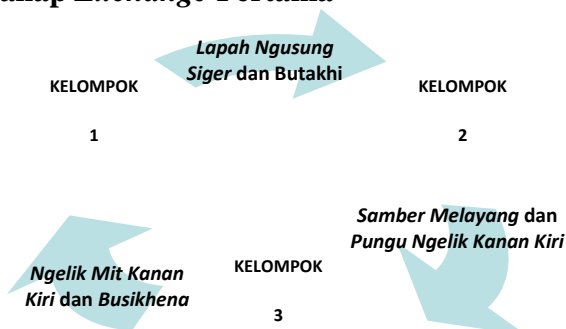 Exchange Pertama
Lapah Ngusung
Siger dan Butakhi
KELOMPOK
1
KELOMPOK
2
Samber Melayang dan
Pungu Ngelik Kanan Kiri
KELOMPOK
3
Ngelik Mit Kanan
Kiri dan Busikhena